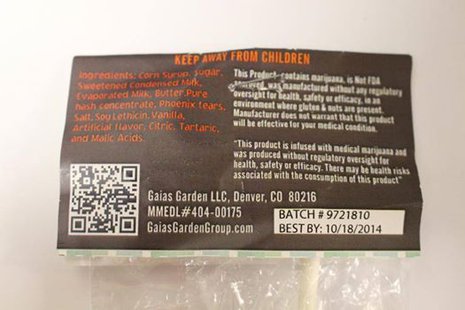 KEEP AWAY FROM CHILDREN
Ingredients: Corn Syrup, Sugar,
Sweetened Condensed Milk,
Evaporated Milk, Butter, Pure
hash concentrate, Phoenix tears,
Salt, Soy Lethicin, Vanilla,
Artificial flavor, Citric, Tartaric,
and Malic Acids.
This Product contains marijuana, is Not FDA
approved, was manufactured without any regulatory
oversight for health, safety or efficacy, in an
environment where gluten & nuts are present.
Manufacturer does not warrant that this product
will be effective for your medical condition.
"This product is infused with medical marijuana and
was produced without regulatory oversight for
health, safety or efficacy. There may be health risks
associated with the consumption of this product"
Gaias Garden LLC, Denver, CO 80216
MMEDL#404-00175
GaiasGardenGroup.com
BATCH # 9721810
BEST BY: 10/18/2014